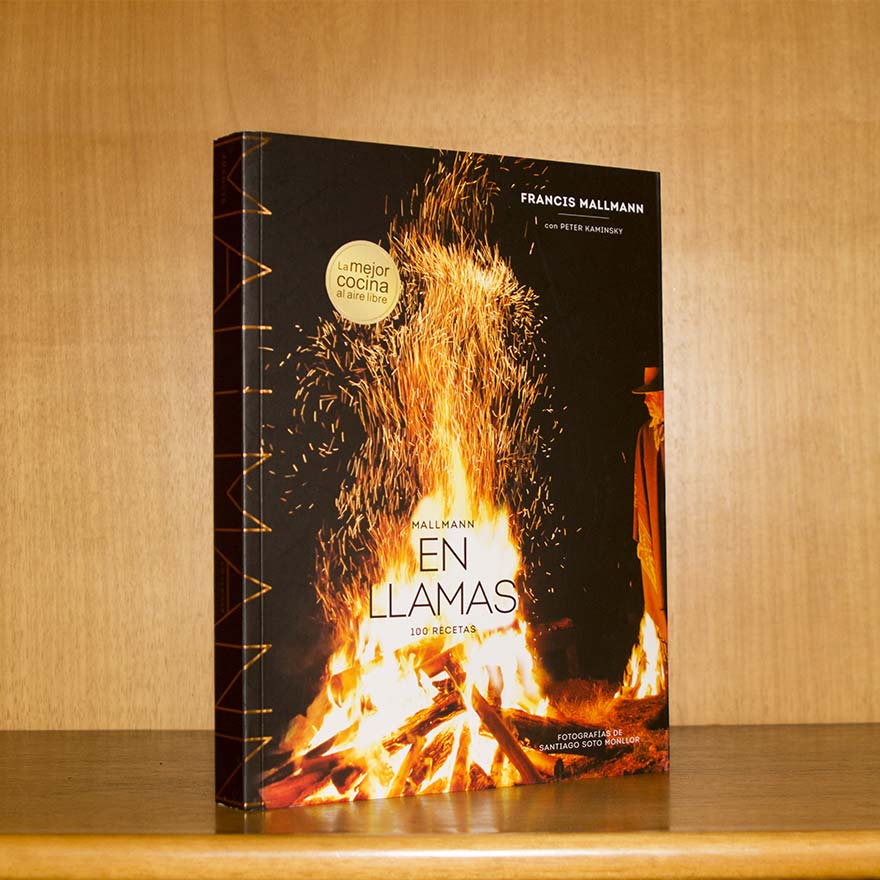 MALLMANN
FRANCIS MALLMANN
con PETER KAMINSKY
La mejor
cocina
al aire libre
MALLMANN
EN
LLAMAS
100 RECETAS
FOTOGRAFÍAS DE
SANTIAGO SOTO MONLLOR